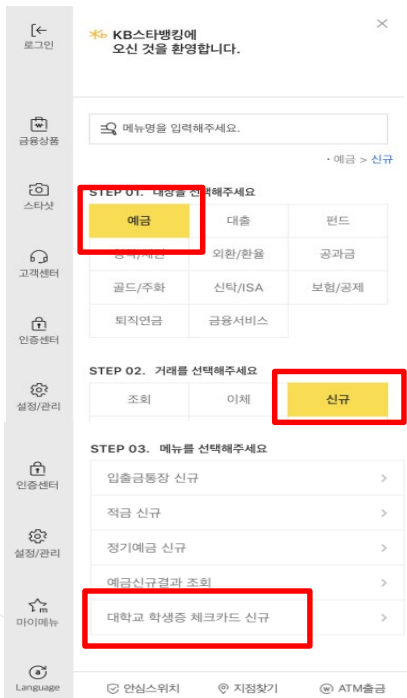 로그인
KB스타뱅킹에
오신 것을 환영합니다.
금융상품
메뉴명을 입력해주세요.
· 예금 > 신규
스타샷
STEP 01. 대상을 선택해주세요
예금 대출 펀드
외환/환율 공과금
고객센터
골드/주화 신탁/ISA 보험/공제
인증센터
퇴직연금 금융서비스
STEP 02. 거래를 선택해주세요
설정/관리
조회 이체 신규
STEP 03. 메뉴를 선택해주세요
인증센터
입출금통장 신규
적금 신규
설정/관리
정기예금 신규
예금신규결과 조회
마이메뉴
대학교 학생증 체크카드 신규
Language
안심스위치 지점찾기 ATM출금